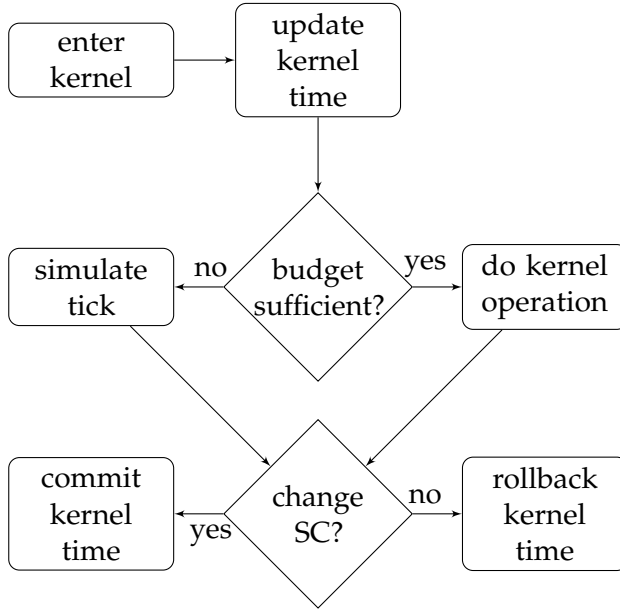 enter
kernel
update
kernel
time
simulate
tick
no
budget
sufficient?
yes
do kernel
operation
commit
kernel
time
yes
change
SC?
no
rollback
kernel
time